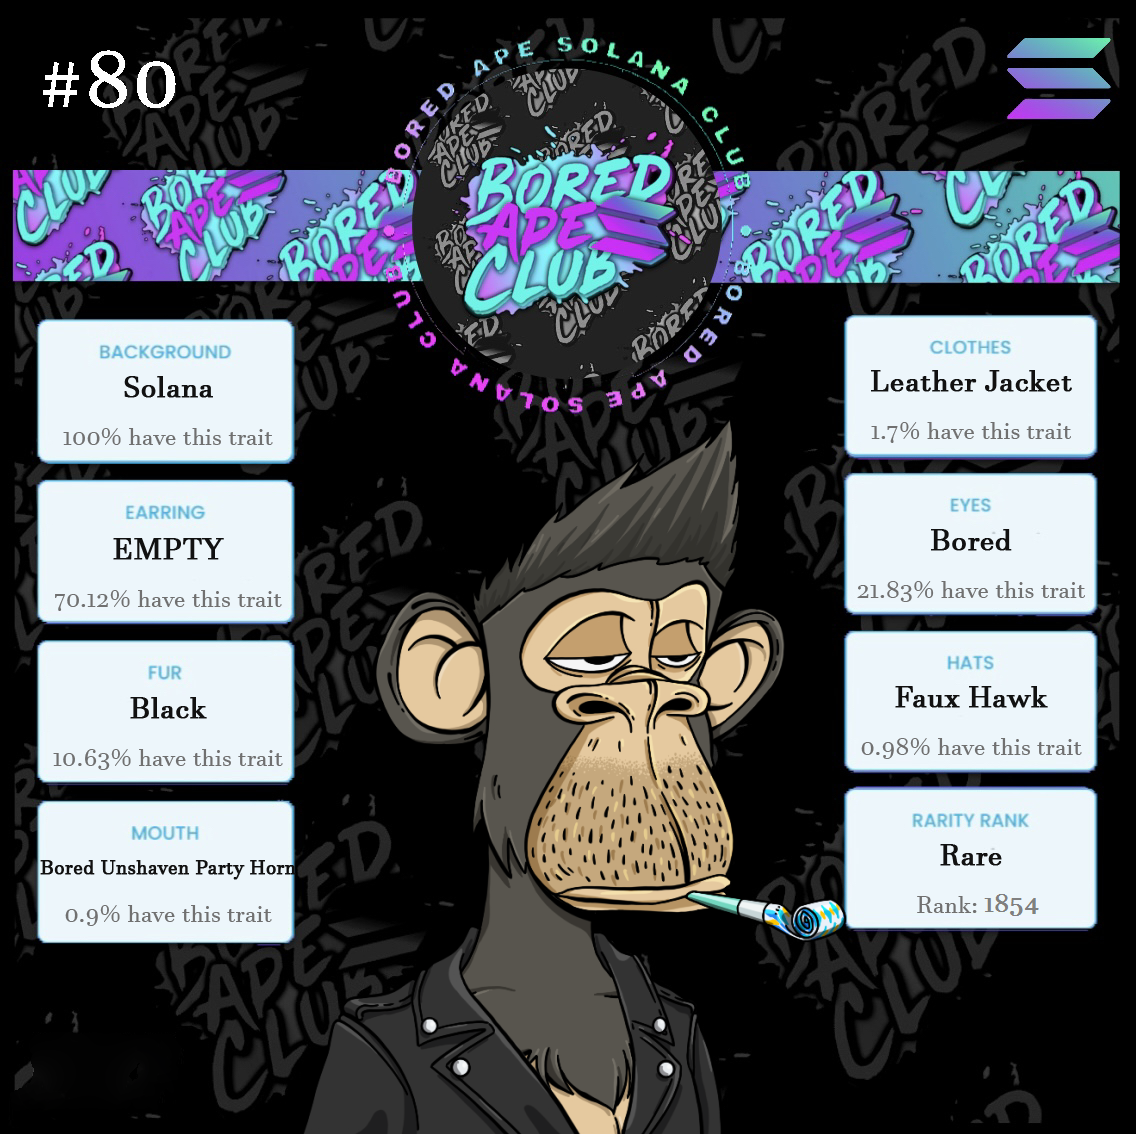 #80
BORED APE SOLANA CLUB
BORED APE SOLANA CLUB
BORED
APE
CLUB
BACKGROUND
Solana
100% have this trait
EARRING
EMPTY
70.12% have this trait
FUR
Black
10.63% have this trait
MOUTH
Bored Unshaven Party Horn
0.9% have this trait
CLOTHES
Leather Jacket
1.7% have this trait
EYES
Bored
21.83% have this trait
HATS
Faux Hawk
0.98% have this trait
RARITY RANK
Rare
Rank: 1854